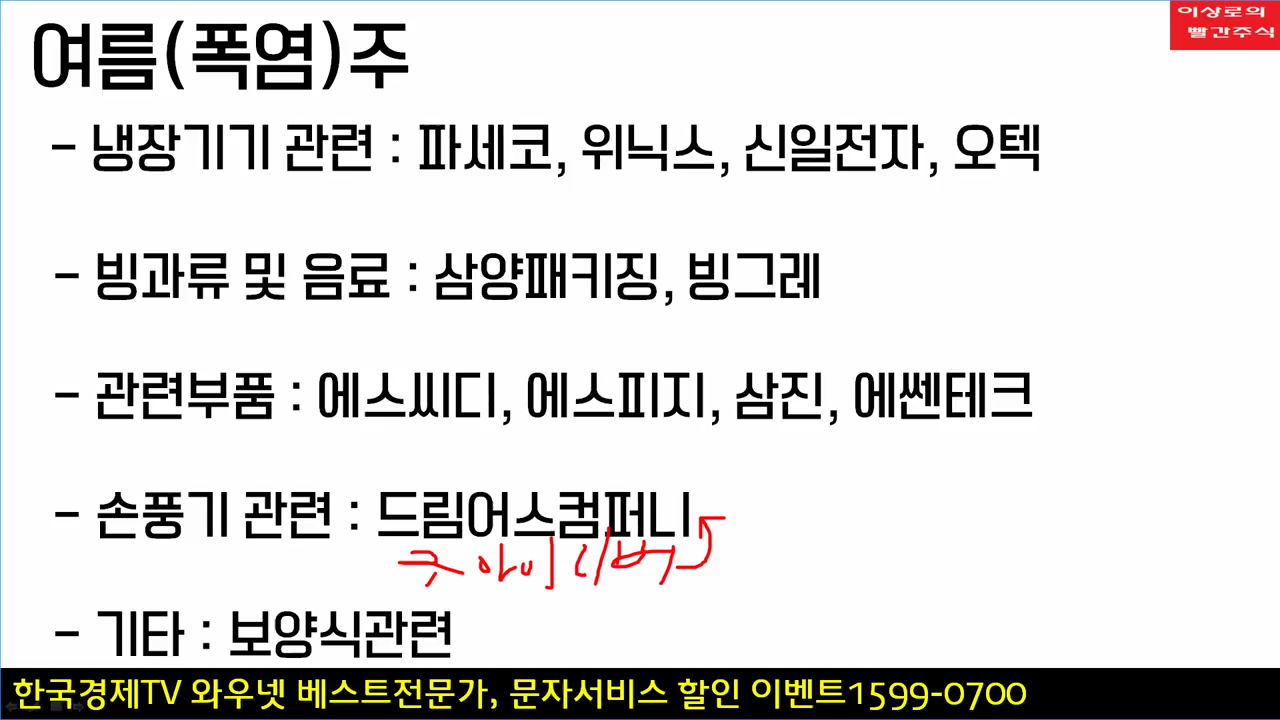 이상로의
빨간주식
여름(폭염)주
- 냉장기기 관련 : 파세코, 위닉스, 신일전자, 오텍
- 빙과류 및 음료 : 삼양패키징, 빙그레
- 관련부품 : 에스씨디, 에스피지, 삼진, 에쎈테크
- 손풍기 관련 : 드림어스컴퍼니
구 아이리버
- 기타 : 보양식관련
한국경제TV 와우넷 베스트전문가, 문자서비스 할인 이벤트1599-0700